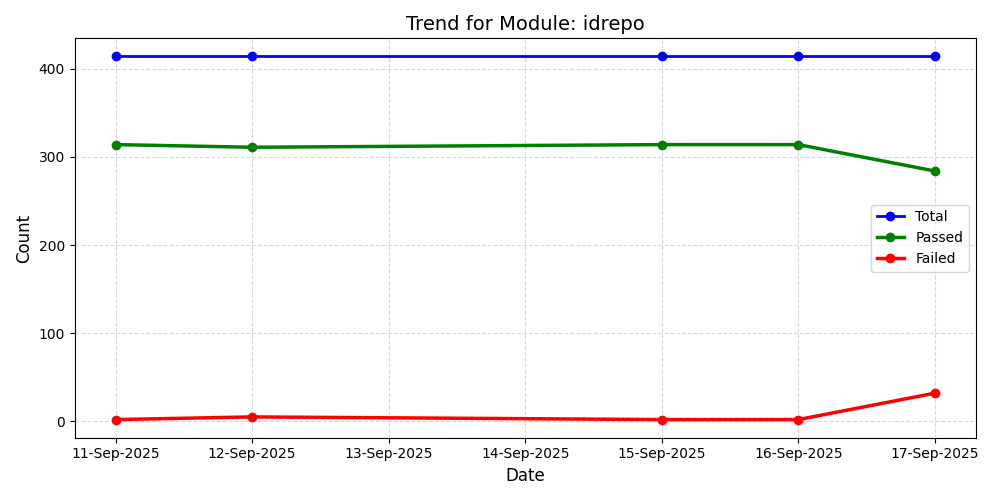 Trend for Module: idrepo
400
300
200
100
0
Count
Total
Passed
Failed
11-Sep-2025 12-Sep-2025 13-Sep-2025 14-Sep-2025 15-Sep-2025 16-Sep-2025 17-Sep-2025
Date